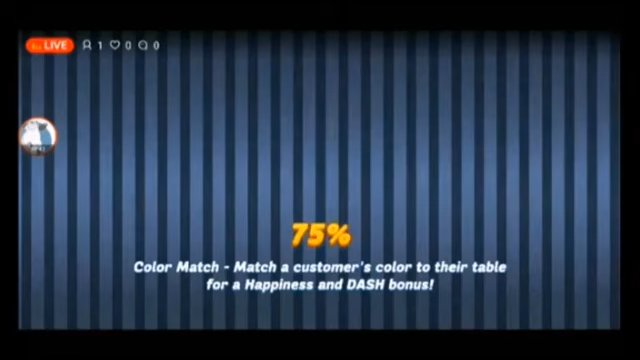 LIVE 1 0 0
75%
Color Match - Match a customer's color to their table
for a Happiness and DASH bonus!